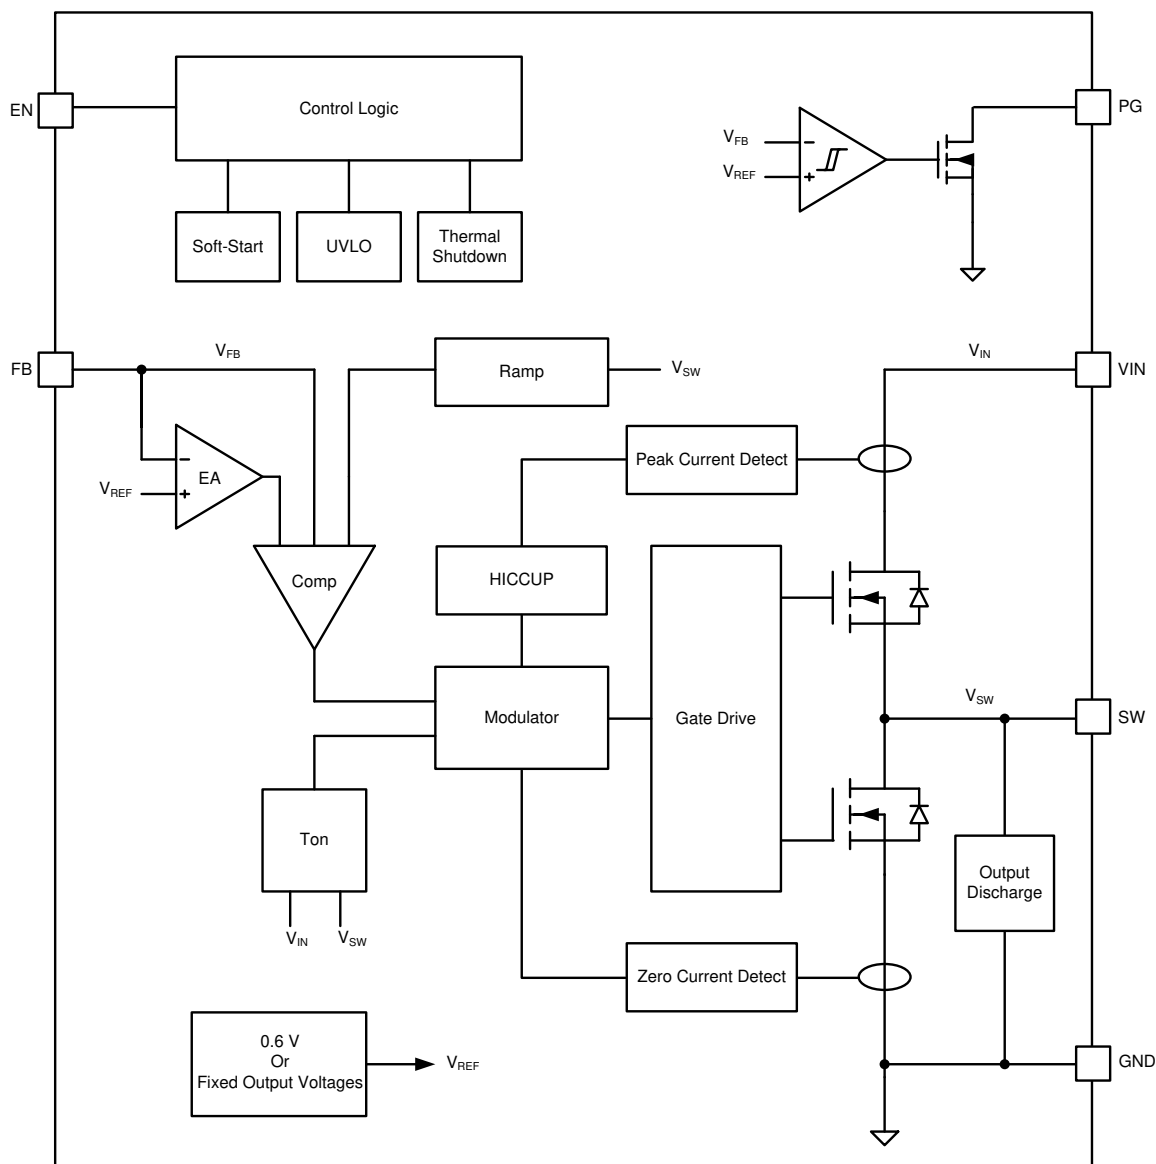 EN
Control Logic
Soft-Start
UVLO
Thermal
Shutdown
VFB
VREF
−
+
PG
FB
VFB
Ramp
VSW
VIN
VIN
−
EA
VREF
+
Peak Current Detect
Comp
HICCUP
Modulator
Gate Drive
VSW
SW
Ton
VIN
VSW
Output
Discharge
Zero Current Detect
0.6 V
Or
Fixed Output Voltages
VREF
GND